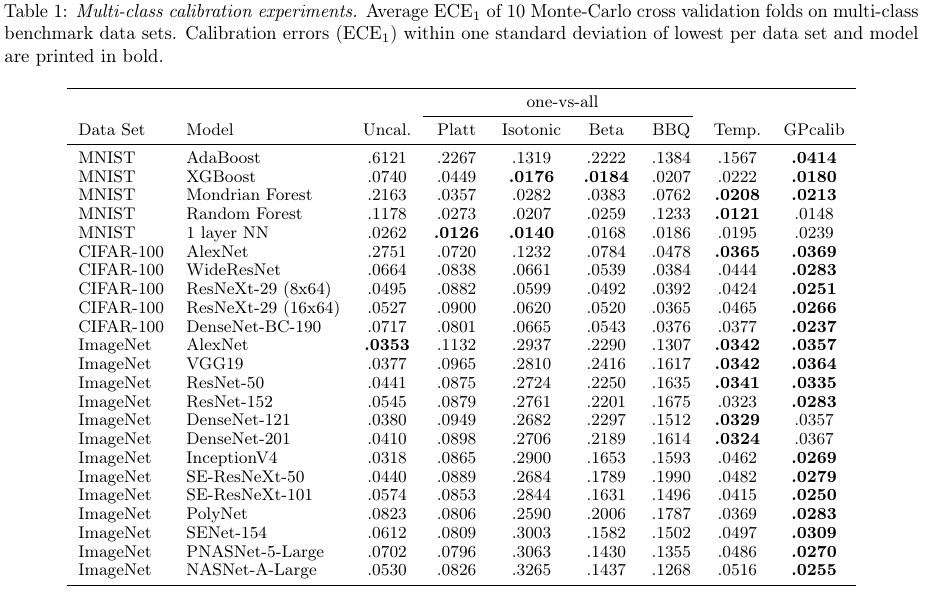 Table 1: Multi-class calibration experiments. Average ECE₁ of 10 Monte-Carlo cross validation folds on multi-class
benchmark data sets. Calibration errors (ECE₁) within one standard deviation of lowest per data set and model
are printed in bold.
one-vs-all
Data Set Model Uncal. Platt Isotonic Beta BBQ Temp. GPcalib
MNIST AdaBoost .6121 .2267 .1319 .2222 .1384 .1567 .0414
MNIST XGBoost .0740 .0449 .0176 .0184 .0207 .0222 .0180
MNIST Mondrian Forest .2163 .0357 .0282 .0383 .0762 .0208 .0213
MNIST Random Forest .1178 .0273 .0207 .0259 .1233 .0121 .0148
MNIST 1 layer NN .0262 .0126 .0140 .0168 .0186 .0195 .0239
CIFAR-100 AlexNet .2751 .0720 .1232 .0784 .0478 .0365 .0369
CIFAR-100 WideResNet .0664 .0838 .0661 .0539 .0384 .0444 .0283
CIFAR-100 ResNeXt-29 (8x64) .0495 .0882 .0599 .0492 .0392 .0424 .0251
CIFAR-100 ResNeXt-29 (16x64) .0527 .0900 .0620 .0520 .0365 .0465 .0266
CIFAR-100 DenseNet-BC-190 .0717 .0801 .0665 .0543 .0376 .0377 .0237
ImageNet AlexNet .0353 .1132 .2937 .2290 .1307 .0342 .0357
ImageNet VGG19 .0377 .0965 .2810 .2416 .1617 .0342 .0364
ImageNet ResNet-50 .0441 .0875 .2724 .2250 .1635 .0341 .0335
ImageNet ResNet-152 .0545 .0879 .2761 .2201 .1675 .0323 .0283
ImageNet DenseNet-121 .0380 .0949 .2682 .2297 .1512 .0329 .0357
ImageNet DenseNet-201 .0410 .0898 .2706 .2189 .1614 .0324 .0367
ImageNet InceptionV4 .0318 .0865 .2900 .1653 .1593 .0462 .0269
ImageNet SE-ResNeXt-50 .0440 .0889 .2684 .1789 .1990 .0482 .0279
ImageNet SE-ResNeXt-101 .0574 .0853 .2844 .1631 .1496 .0415 .0250
ImageNet PolyNet .0823 .0806 .2590 .2006 .1787 .0369 .0283
ImageNet SENet-154 .0612 .0809 .3003 .1582 .1502 .0497 .0309
ImageNet PNASNet-5-Large .0702 .0796 .3063 .1430 .1355 .0486 .0270
ImageNet NASNet-A-Large .0530 .0826 .3265 .1437 .1268 .0516 .0255